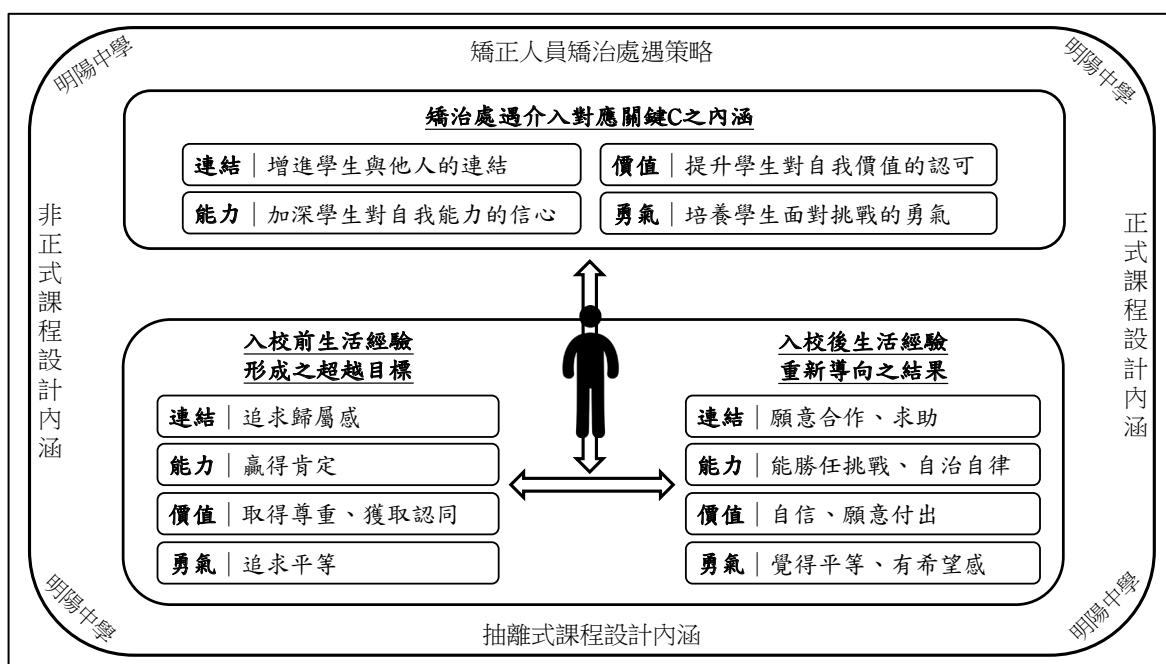 明陽中學
矯正人員矯治處遇策略
明陽中學
矯治處遇介入對應關鍵C之內涵
連結｜增進學生與他人的連結
價值｜提升學生對自我價值的認可
能力｜加深學生對自我能力的信心
勇氣｜培養學生面對挑戰的勇氣
非正式課程設計內涵
正式課程設計內涵
入校前生活經驗
形成之超越目標
連結｜追求歸屬感
能力｜贏得肯定
價值｜取得尊重、獲取認同
勇氣｜追求平等
入校後生活經驗
重新導向之結果
連結｜願意合作、求助
能力｜能勝任挑戰、自治自律
價值｜自信、願意付出
勇氣｜覺得平等、有希望感
明陽中學
抽離式課程設計內涵
明陽中學